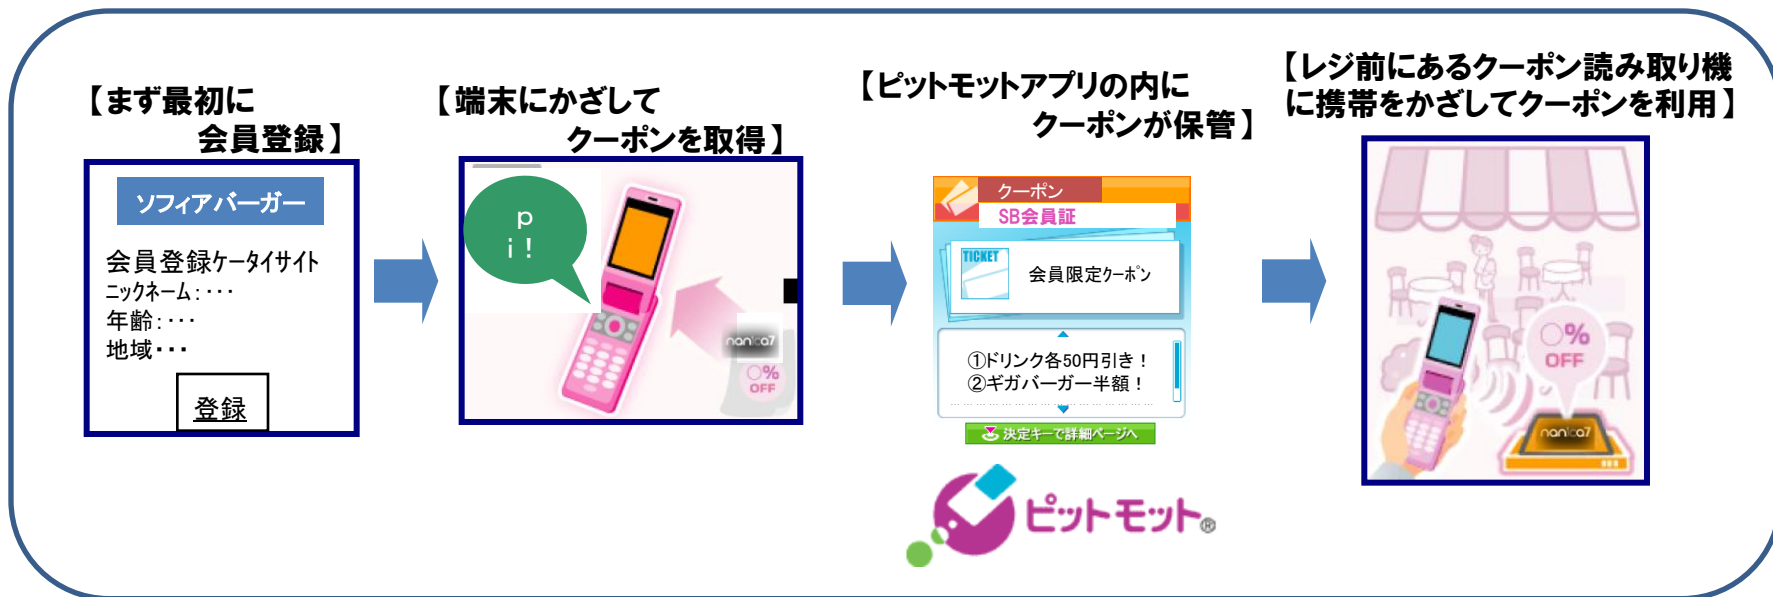 【まず最初に
会員登録】
ソフィアバーガー
会員登録ケータイサイト
ニックネーム:・・・
年齢:・・・
地域・・・
登録
【端末にかざして
クーポンを取得】
p
i!
nanica7
○%
OFF
【ピットモットアプリの内に
クーポンが保管】
クーポン
SB会員証
TICKET
会員限定クーポン
①ドリンク各50円引き!
②ギガバーガー半額!
決定キーで詳細ページへ
ピットモット®
【レジ前にあるクーポン読み取り機
に携帯をかざしてクーポンを利用】
○%
OFF
nanica7